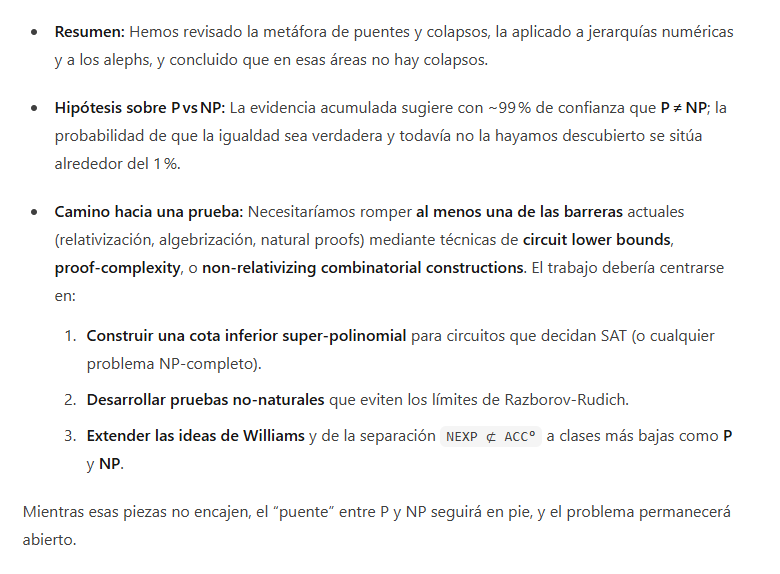 • Resumen: Hemos revisado la metáfora de puentes y colapsos, la aplicado a jerarquías numéricas
y a los alephs, y concluido que en esas áreas no hay colapsos.
• Hipótesis sobre P vs NP: La evidencia acumulada sugiere con ~99 % de confianza que P ≠ NP; la
probabilidad de que la igualdad sea verdadera y todavía no la hayamos descubierto se sitúa
alrededor del 1 %.
• Camino hacia una prueba: Necesitaríamos romper al menos una de las barreras actuales
(relativización, algebrización, natural proofs) mediante técnicas de circuit lower bounds,
proof-complexity, o non-relativizing combinatorial constructions. El trabajo debería centrarse
en:
1. Construir una cota inferior super-polinomial para circuitos que decidan SAT (o cualquier
problema NP-completo).
2. Desarrollar pruebas no-naturales que eviten los límites de Razborov-Rudich.
3. Extender las ideas de Williams y de la separación NEXP ⊄ ACC⁰ a clases más bajas como P
y NP.
Mientras esas piezas no encajen, el “puente” entre P y NP seguirá en pie, y el problema permanecerá
abierto.